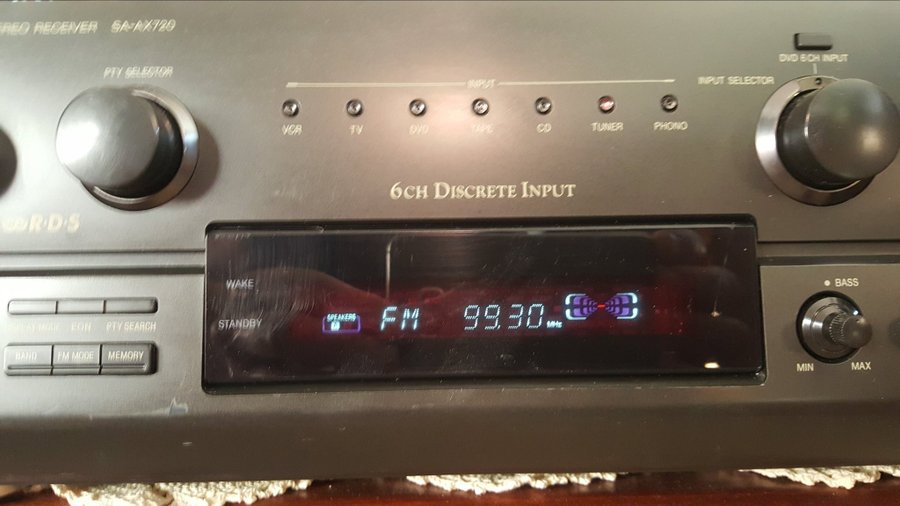 EREO RECEIVER SA-AX720
DVD 6CH INPUT
PTY SELECTOR
INPUT
INPUT SELECTOR
VCR TV DVD TAPE CD TUNER PHONO
6CH DISCRETE INPUT
R·D·S
WAKE
BASS
EON PTY SEARCH
STANDBY
SPEAKERS
FM 99.30 MHz
BAND FM MODE MEMORY
MIN MAX